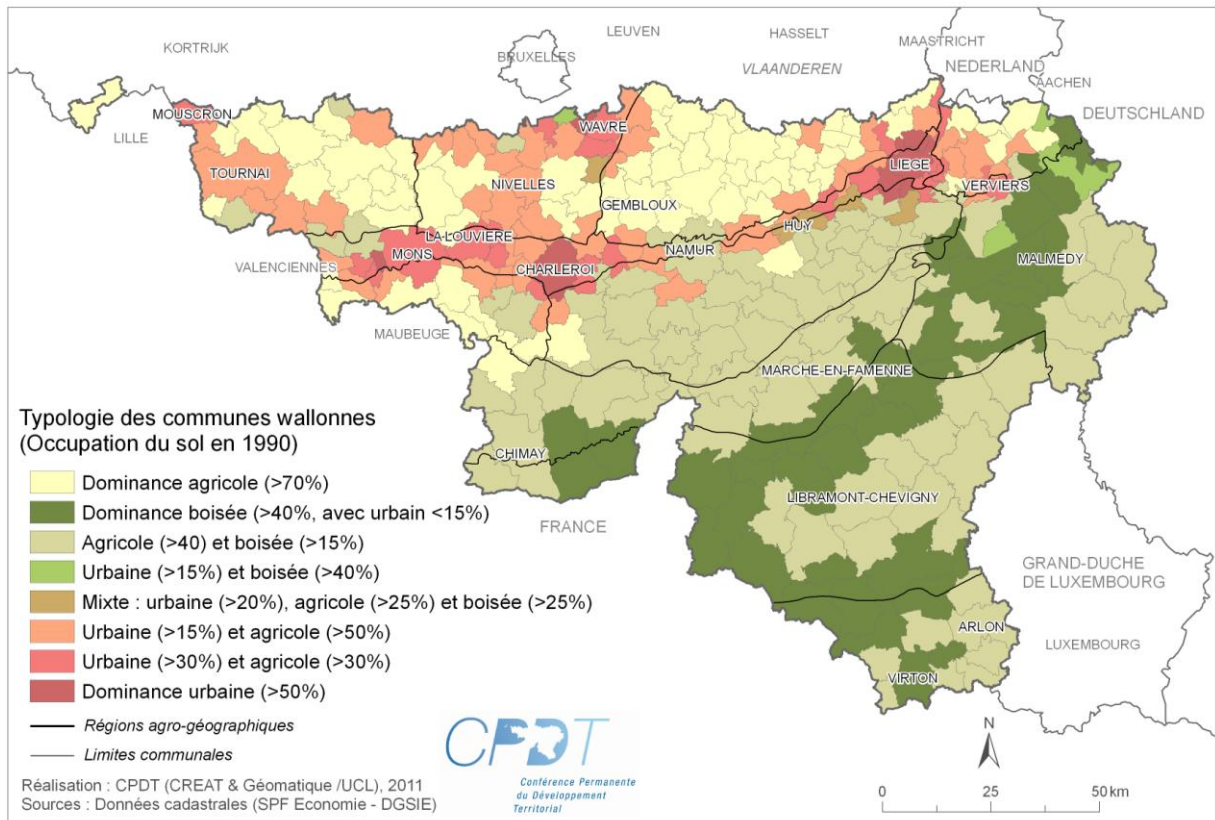 KORTRIJK
LEUVEN
HASSELT
MAASTRICHT
BRUXELLES
VLAANDEREN
NEDERLAND
AACHEN
DEUTSCHLAND
MOUSCRON
LILLE
WAVRE
TOURNAI
NIVELLES
LIEGE
VERVIERS
GEMBLOUX
HUY
LA-LOUVIERE
NAMUR
MONS
VALENCIENNES
CHARLEROI
MALMEDY
MAUBEUGE
MARCHE-EN-FAMENNE
CHIMAY
LIBRAMONT-CHEVIGNY
FRANCE
GRAND-DUCHE
DE LUXEMBOURG
ARLON
LUXEMBOURG
VIRTON
Typologie des communes wallonnes
(Occupation du sol en 1990)
Dominance agricole (>70%)
Dominance boisée (>40%, avec urbain <15%)
Agricole (>40) et boisée (>15%)
Urbaine (>15%) et boisée (>40%)
Mixte : urbaine (>20%), agricole (>25%) et boisée (>25%)
Urbaine (>15%) et agricole (>50%)
Urbaine (>30%) et agricole (>30%)
Dominance urbaine (>50%)
Régions agro-géographiques
Limites communales
Réalisation : CPDT (CREAT & Géomatique /UCL), 2011
Sources : Données cadastrales (SPF Economie - DGSIE)
CPDT
Conférence Permanente
du Développement
Territorial
N
0 25 50 km